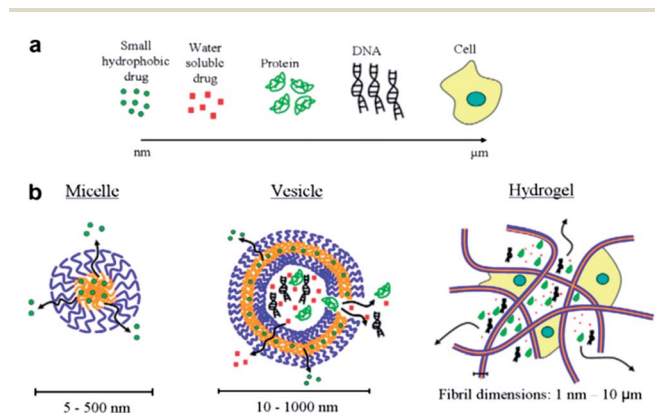 a
Small
hydrophobic
drug
Water
soluble
drug
Protein
DNA
Cell
nm
μm
b
Micelle
Vesicle
Hydrogel
5 - 500 nm
10 - 1000 nm
Fibril dimensions: 1 nm – 10 μm